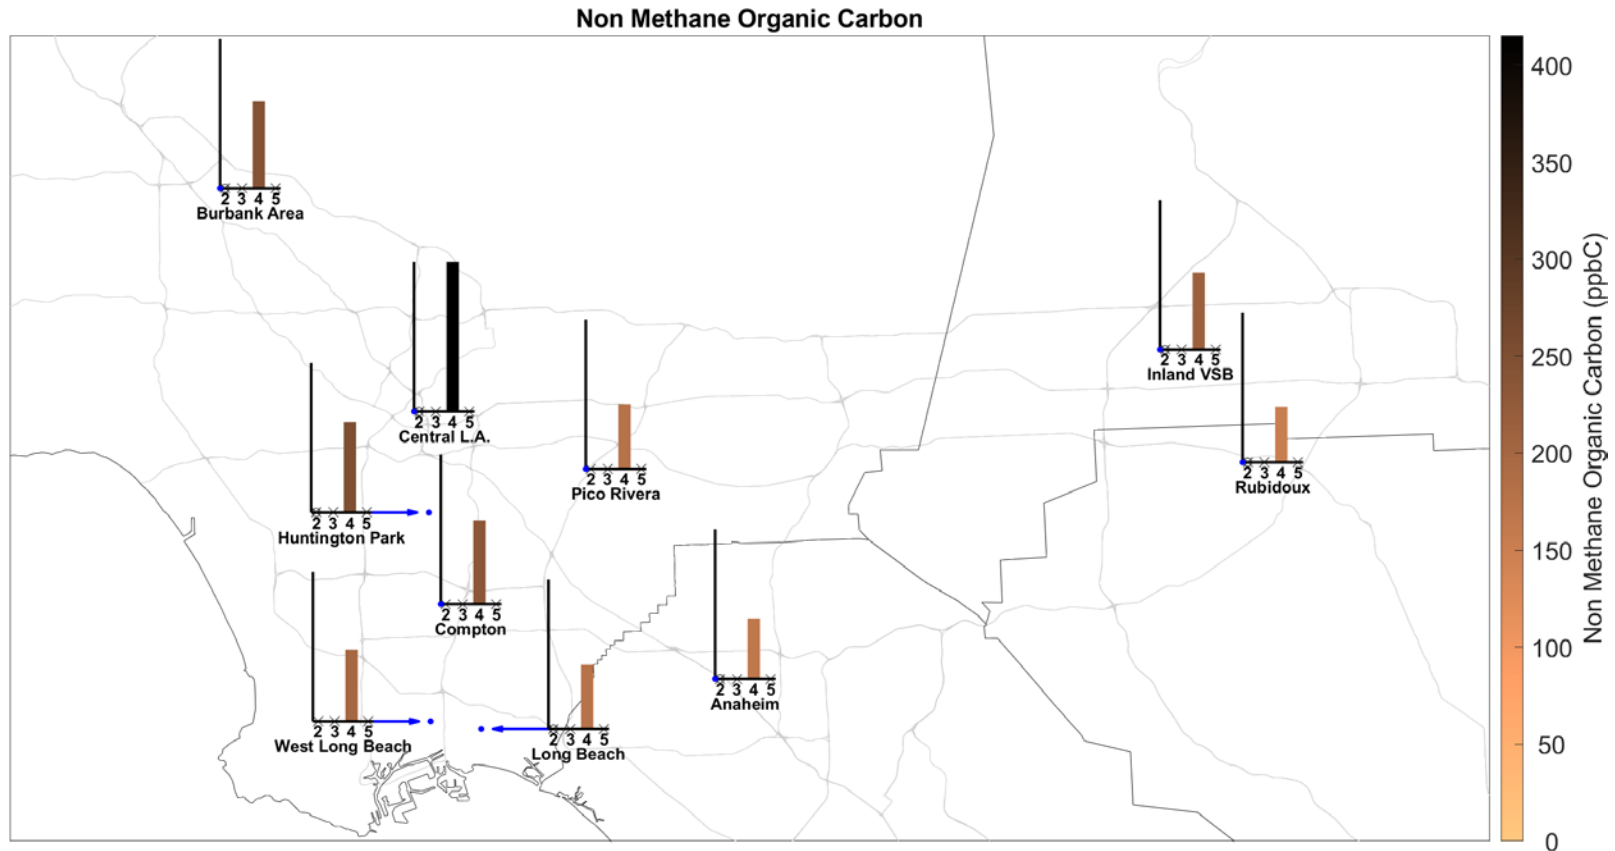 Non Methane Organic Carbon
2 3 4 5
Burbank Area
2 3 4 5
Central L.A.
2 3 4 5
Inland VSB
2 3 4 5
Pico Rivera
2 3 4 5
Rubidoux
2 3 4 5
Huntington Park
2 3 4 5
Compton
2 3 4 5
Anaheim
2 3 4 5
West Long Beach
2 3 4 5
Long Beach
400
350
300
250
200
150
100
50
0
Non Methane Organic Carbon (ppbC)